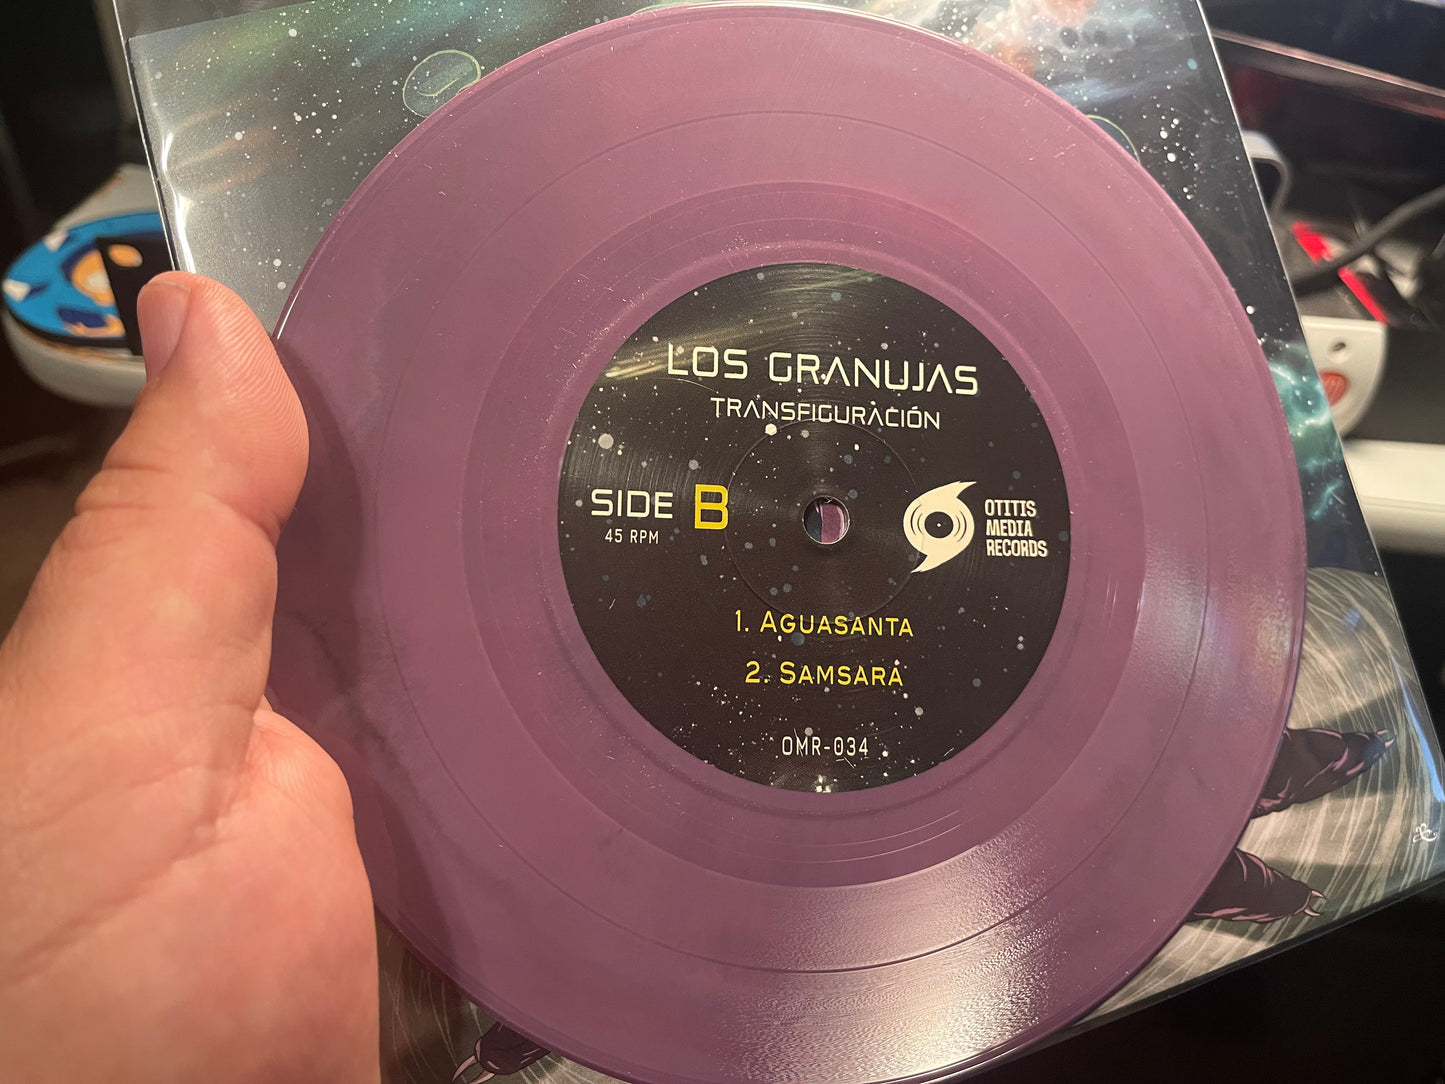 LOS GRANUJAS
TRANSFIGURACIÓN
SIDE B
45 RPM
OTITIS
MEDIA
RECORDS
1. AGUASANTA
2. SAMSARA
OMR-034